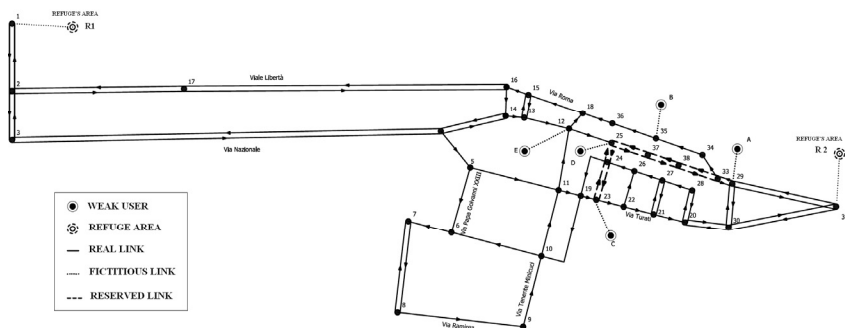 1
REFUGE'S AREA
R1
2
17
Viale Libertà
16
15
Via Roma
18
36
B
35
3
Via Nazionale
14
13
12
E
D
25
37
38
34
33
29
A
REFUGE'S AREA
R 2
3
5
Via Papa Giovanni XXIII
11
19
24
26
27
28
23
22
Via Turati
21
20
30
C
7
6
10
Via Tenente Minicuci
8
Via Ramirez
9
WEAK USER
REFUGE AREA
REAL LINK
FICTITIOUS LINK
RESERVED LINK